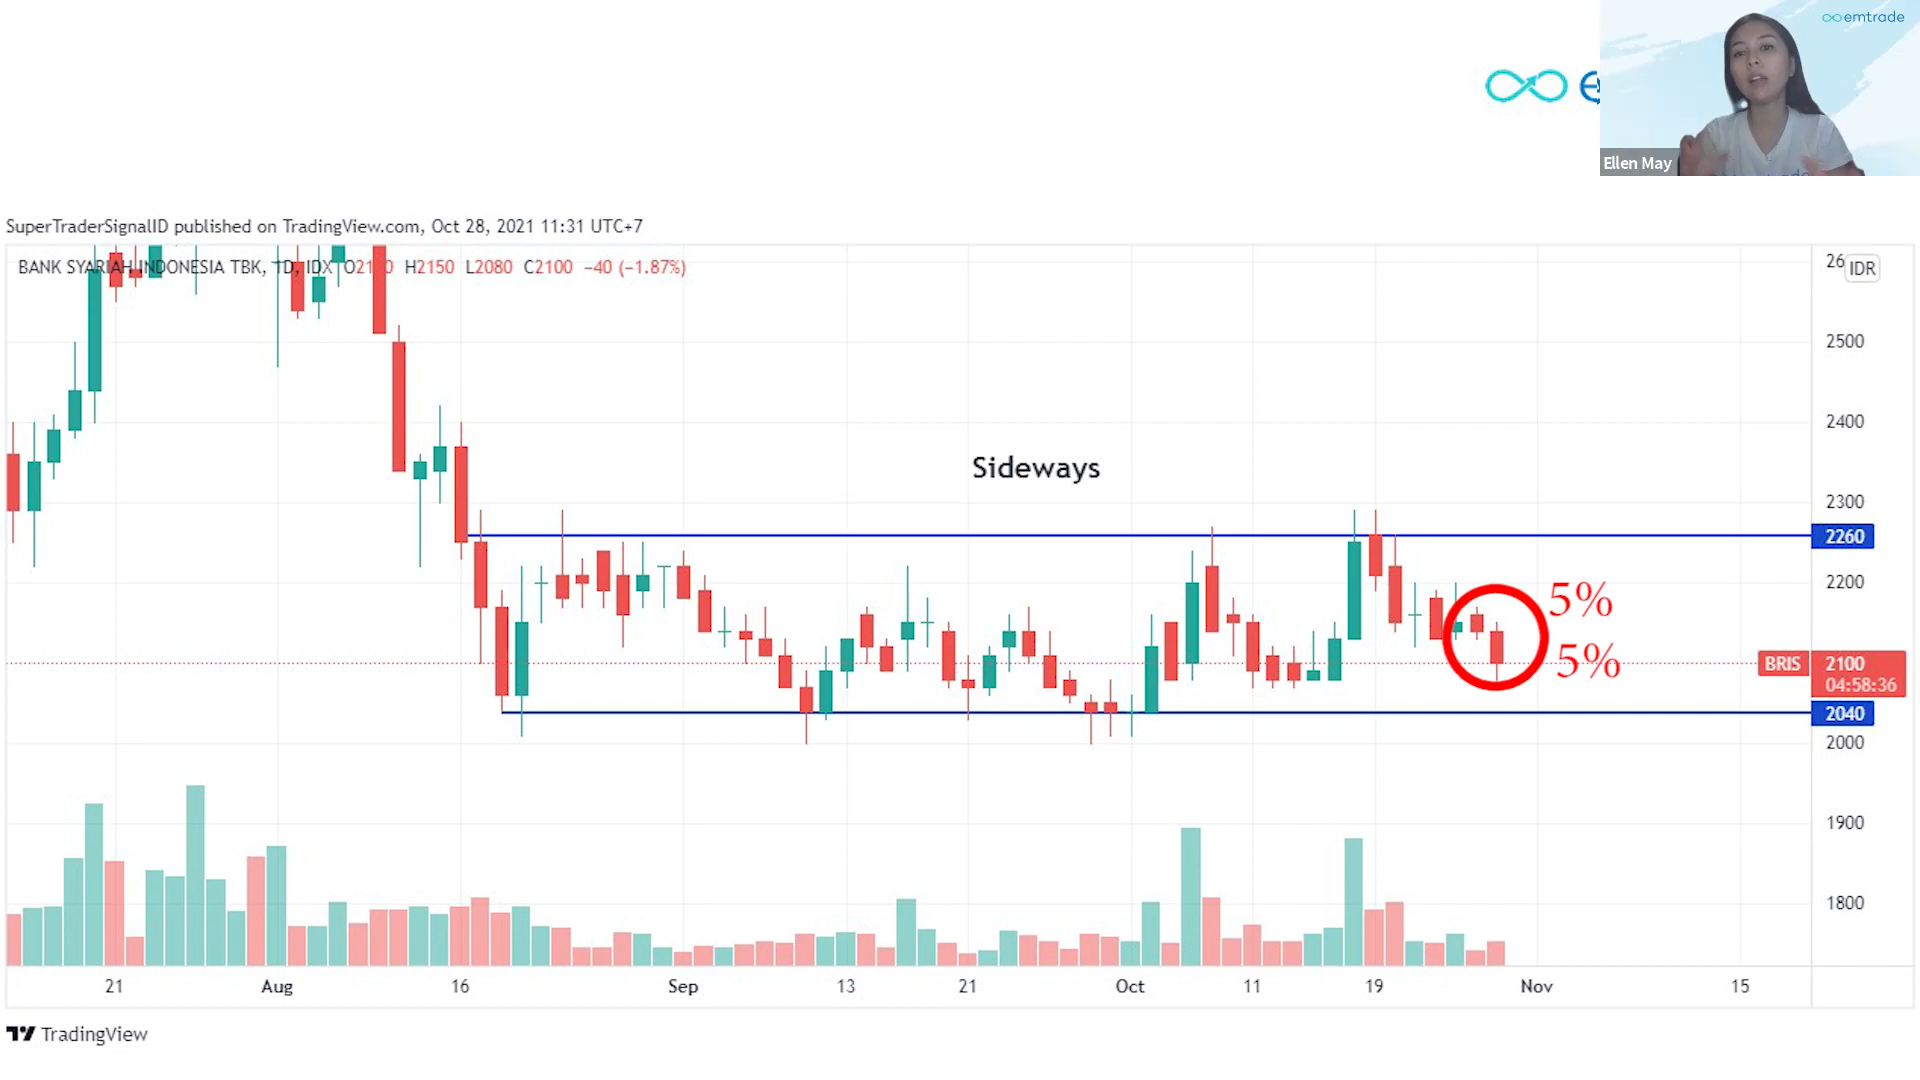 emtrade
e
Ellen May
SuperTraderSignalID published on TradingView.com, Oct 28, 2021 11:31 UTC+7
BANK SYARIAH INDONESIA TBK, 1D, IDX H2150 L2080 C2100 −40 (−1.87%)
IDR
2500
2400
Sideways
2300
2260
2200
5%
5%
BRIS 2100
04:58:36
2040
2000
1900
1800
21 Aug 16 Sep 13 21 Oct 11 19 Nov 15
TradingView